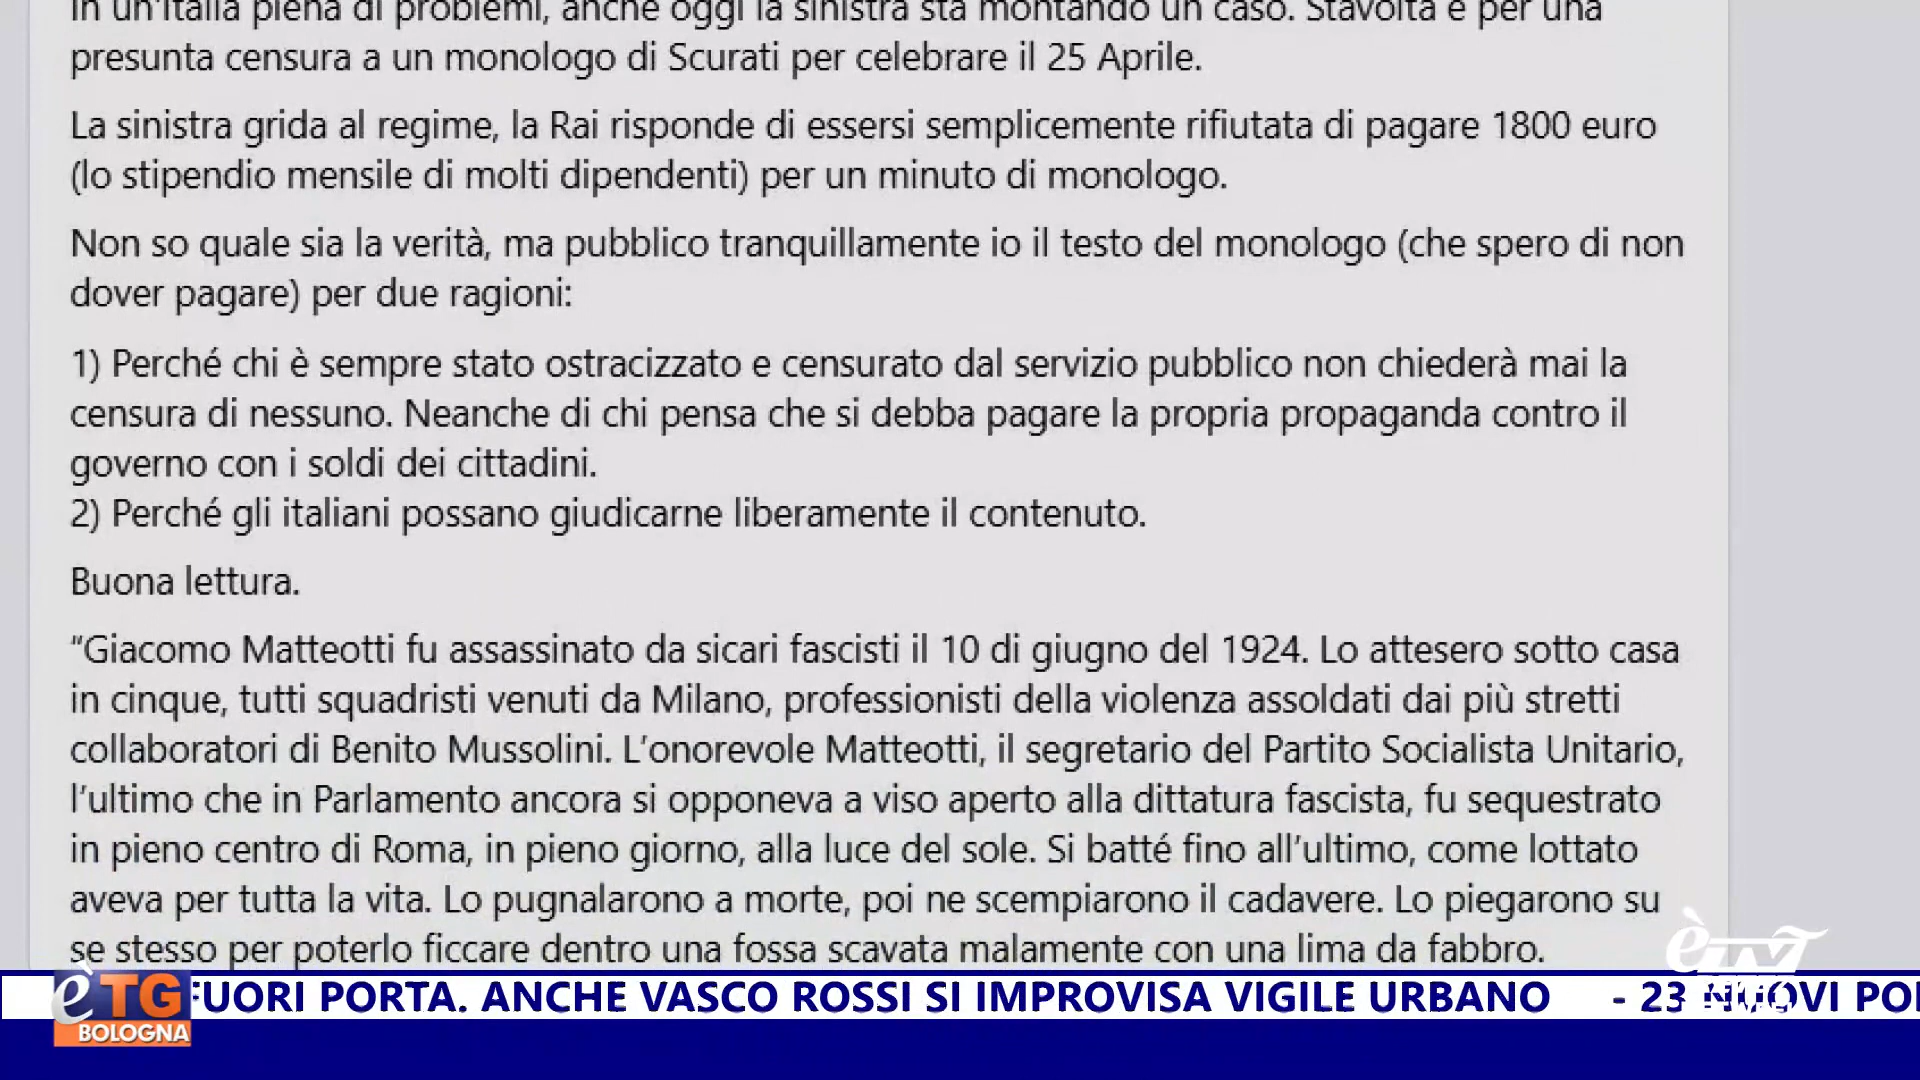 In un'Italia piena di problemi, anche oggi la sinistra sta montando un caso. Stavolta è per una
presunta censura a un monologo di Scurati per celebrare il 25 Aprile.
La sinistra grida al regime, la Rai risponde di essersi semplicemente rifiutata di pagare 1800 euro
(lo stipendio mensile di molti dipendenti) per un minuto di monologo.
Non so quale sia la verità, ma pubblico tranquillamente io il testo del monologo (che spero di non
dover pagare) per due ragioni:
1) Perché chi è sempre stato ostracizzato e censurato dal servizio pubblico non chiederà mai la
censura di nessuno. Neanche di chi pensa che si debba pagare la propria propaganda contro il
governo con i soldi dei cittadini.
2) Perché gli italiani possano giudicarne liberamente il contenuto.
Buona lettura.
“Giacomo Matteotti fu assassinato da sicari fascisti il 10 di giugno del 1924. Lo attesero sotto casa
in cinque, tutti squadristi venuti da Milano, professionisti della violenza assoldati dai più stretti
collaboratori di Benito Mussolini. L’onorevole Matteotti, il segretario del Partito Socialista Unitario,
l’ultimo che in Parlamento ancora si opponeva a viso aperto alla dittatura fascista, fu sequestrato
in pieno centro di Roma, in pieno giorno, alla luce del sole. Si batté fino all’ultimo, come lottato
aveva per tutta la vita. Lo pugnalarono a morte, poi ne scempiarono il cadavere. Lo piegarono su
se stesso per poterlo ficcare dentro una fossa scavata malamente con una lima da fabbro.
èTV
è TG
BOLOGNA
FUORI PORTA. ANCHE VASCO ROSSI SI IMPROVISA VIGILE URBANO - 23